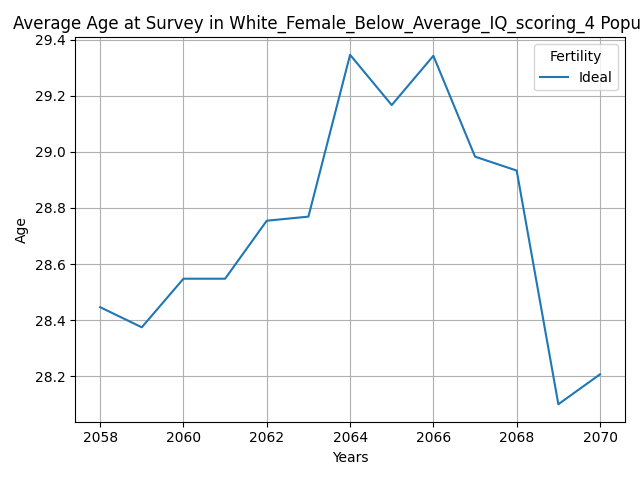 Average Age at Survey in White_Female_Below_Average_IQ_scoring_4 Popu
Fertility
Ideal
29.4
29.2
29.0
28.8
28.6
28.4
28.2
Age
2058 2060 2062 2064 2066 2068 2070
Years